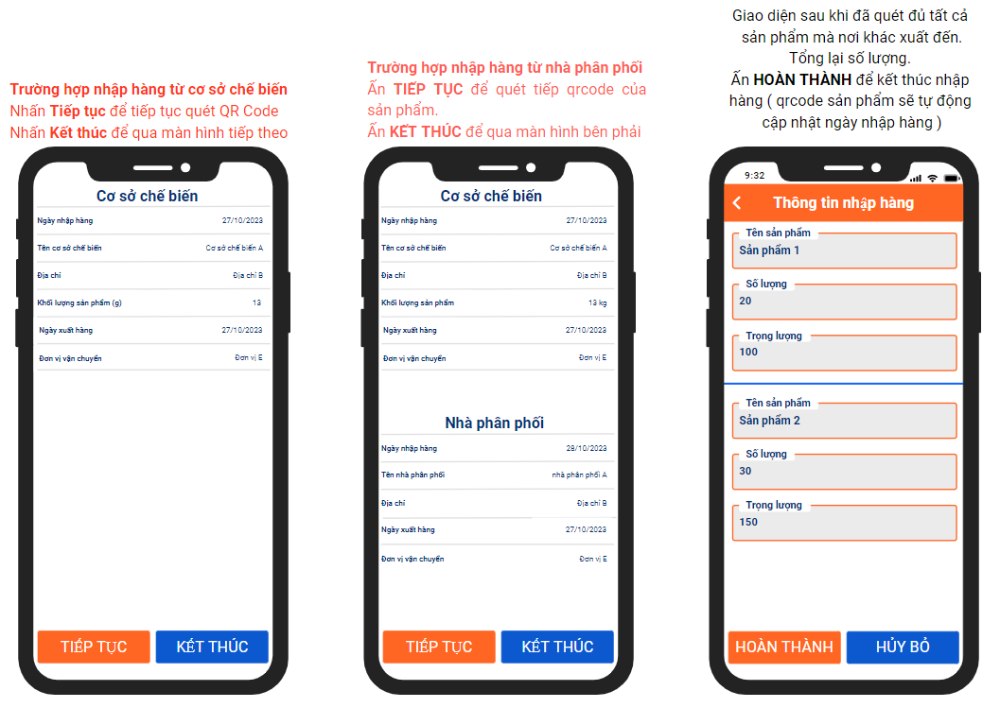 Trường hợp nhập hàng từ cơ sở chế biến
Nhấn Tiếp tục để tiếp tục quét QR Code
Nhấn Kết thúc để qua màn hình tiếp theo
Cơ sở chế biến
Ngày nhập hàng 27/10/2023
Tên cơ sở chế biến Cơ sở chế biến A
Địa chỉ Địa chỉ B
Khối lượng sản phẩm (g) 13
Ngày xuất hàng 27/10/2023
Đơn vị vận chuyển Đơn vị E
TIẾP TỤC KẾT THÚC
Trường hợp nhập hàng từ nhà phân phối
Ấn TIẾP TỤC để quét tiếp qrcode của
sản phẩm.
Ấn KẾT THÚC để qua màn hình bên phải
Cơ sở chế biến
Ngày nhập hàng 27/10/2023
Tên cơ sở chế biến Cơ sở chế biến A
Địa chỉ Địa chỉ B
Khối lượng sản phẩm 13 kg
Ngày xuất hàng 27/10/2023
Đơn vị vận chuyển Đơn vị E
Nhà phân phối
Ngày nhập hàng 28/10/2023
Tên nhà phân phối nhà phân phối A
Địa chỉ Địa chỉ B
Ngày xuất hàng 27/10/2023
Đơn vị vận chuyển Đơn vị E
TIẾP TỤC KẾT THÚC
Giao diện sau khi đã quét đủ tất cả
sản phẩm mà nơi khác xuất đến.
Tổng lại số lượng.
Ấn HOÀN THÀNH để kết thúc nhập
hàng ( qrcode sản phẩm sẽ tự động
cập nhật ngày nhập hàng )
9:32
Thông tin nhập hàng
Tên sản phẩm
Sản phẩm 1
Số lượng
20
Trọng lượng
100
Tên sản phẩm
Sản phẩm 2
Số lượng
30
Trọng lượng
150
HOÀN THÀNH HỦY BỎ